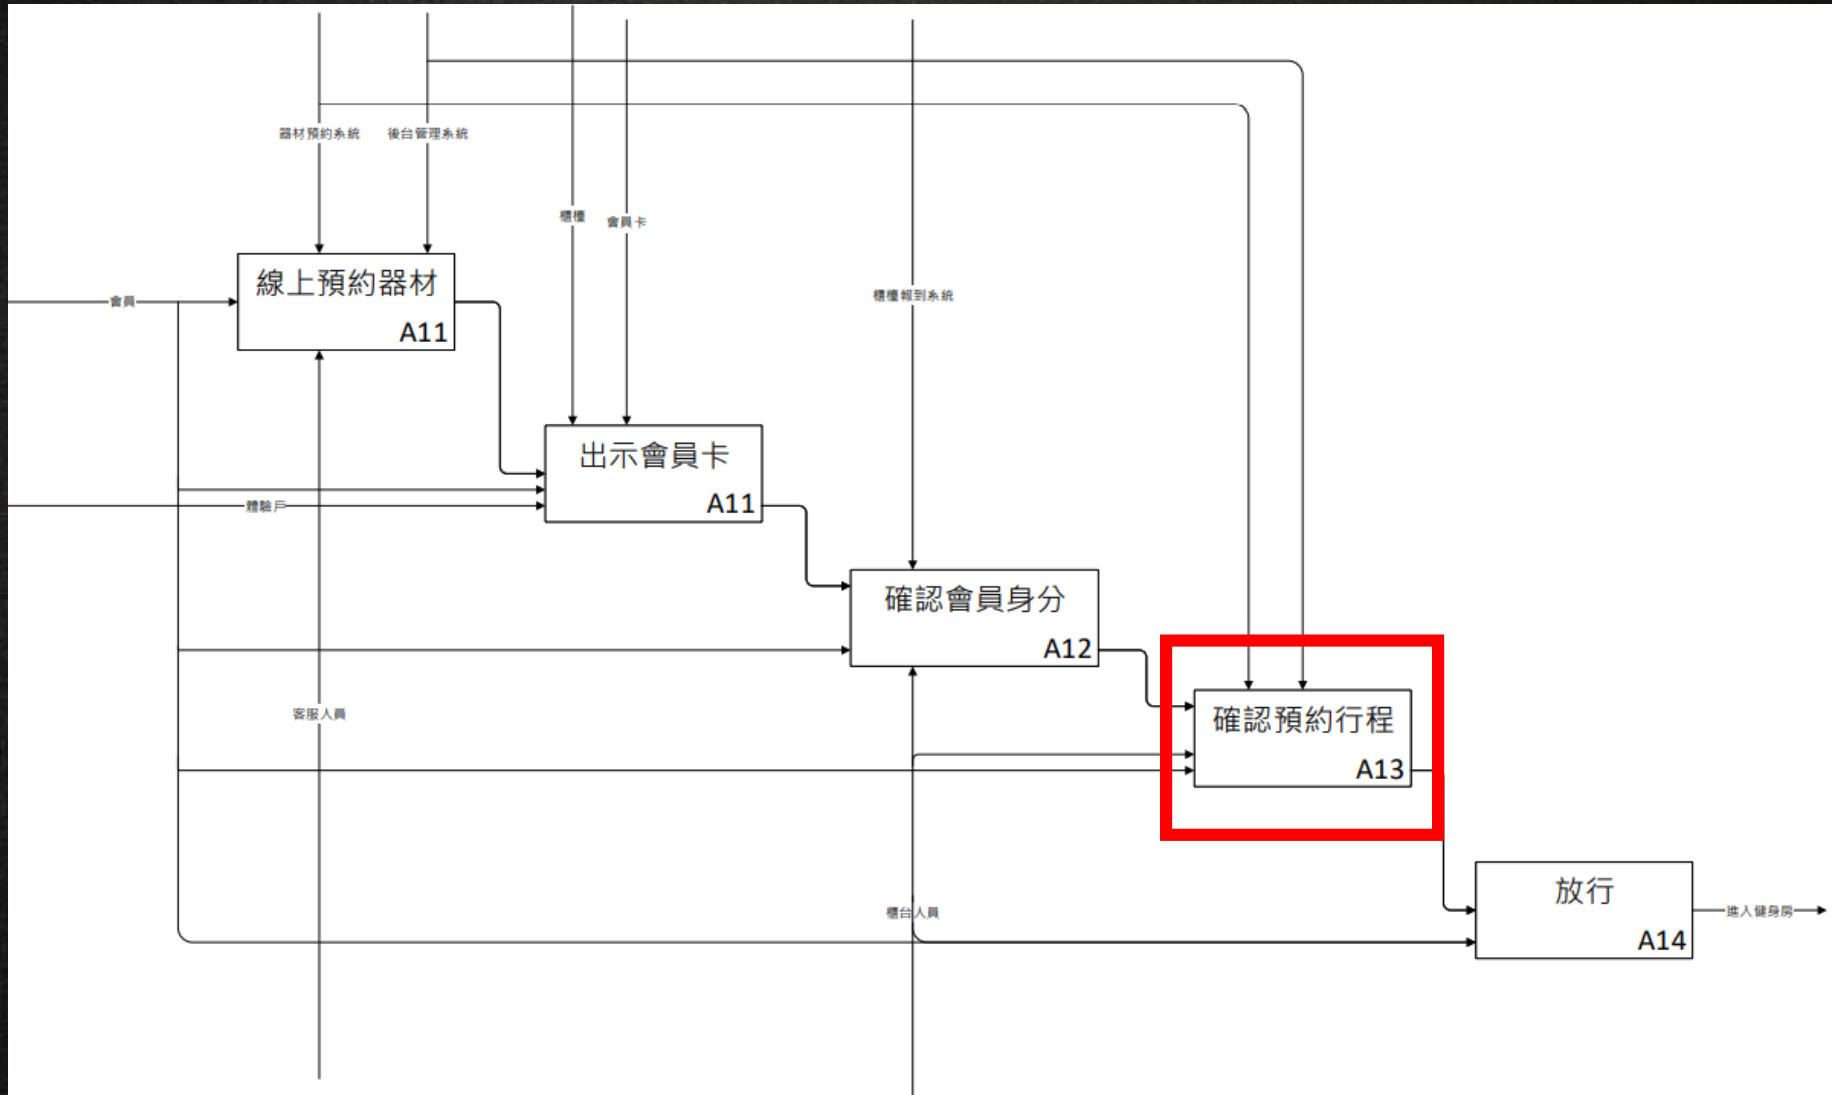 器材預約系統
後台管理系統
櫃檯
會員卡
線上預約器材
A11
會員
櫃檯報到系統
出示會員卡
A11
體驗戶
確認會員身分
A12
客服人員
確認預約行程
A13
櫃台人員
放行
A14
進入健身房